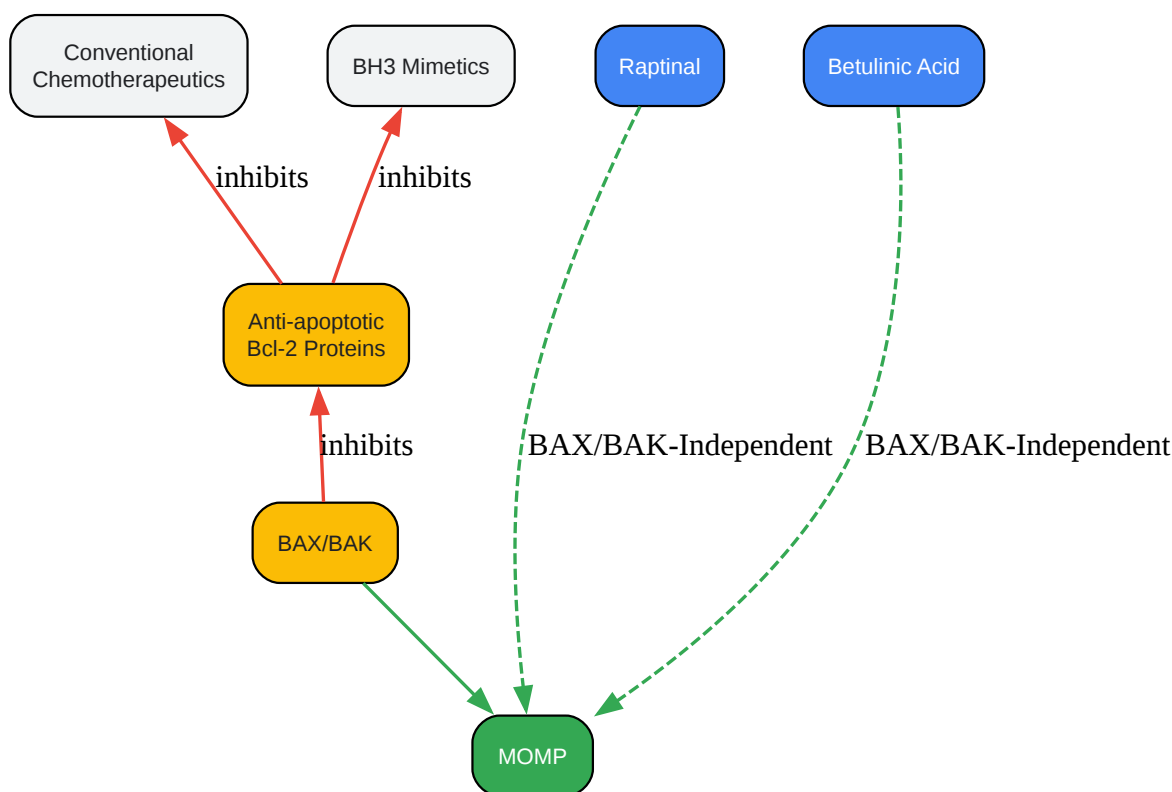 Conventional
Chemotherapeutics
BH3 Mimetics
Raptinal
Betulinic Acid
inhibits
inhibits
Anti-apoptotic
Bcl-2 Proteins
inhibits
BAX/BAK-Independent
BAX/BAK-Independent
BAX/BAK
MOMP